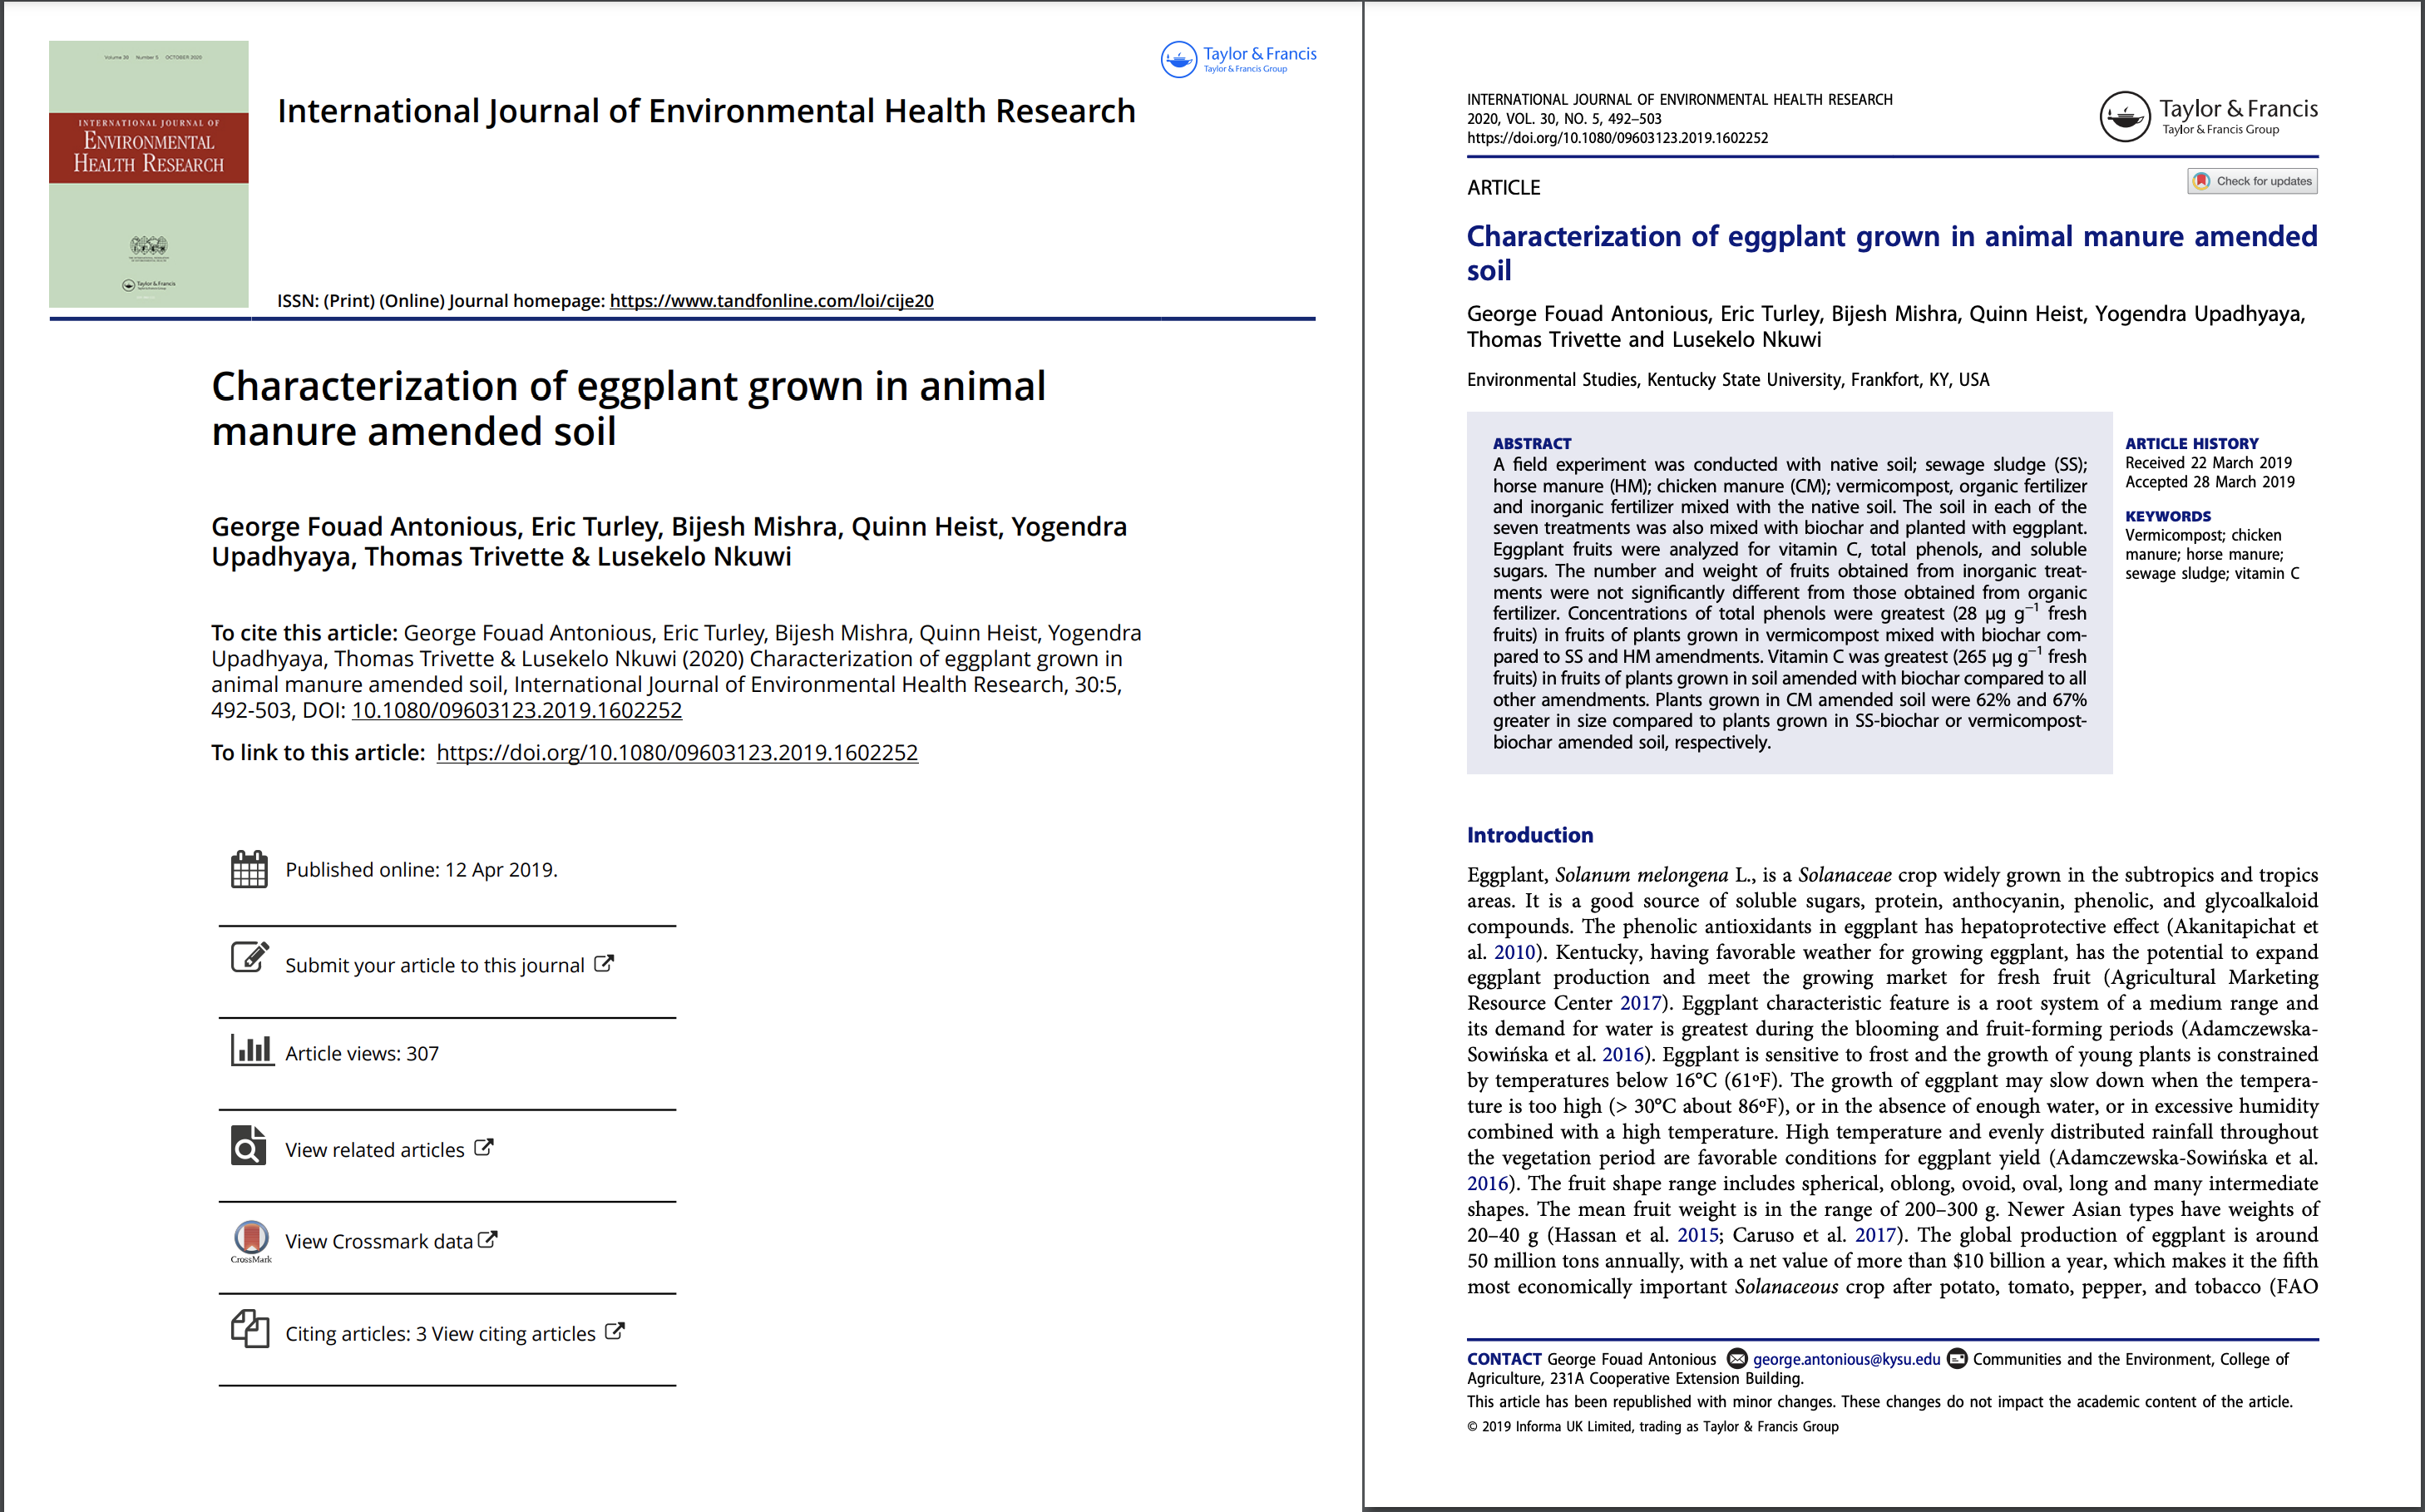 Volume 30 Number 5 OCTOBER 2020
INTERNATIONAL JOURNAL OF
ENVIRONMENTAL
HEALTH RESEARCH
Taylor & Francis
Taylor & Francis Group
International Journal of Environmental Health Research
ISSN: (Print) (Online) Journal homepage: https://www.tandfonline.com/loi/cije20
Characterization of eggplant grown in animal
manure amended soil
George Fouad Antonious, Eric Turley, Bijesh Mishra, Quinn Heist, Yogendra
Upadhyaya, Thomas Trivette & Lusekelo Nkuwi
To cite this article: George Fouad Antonious, Eric Turley, Bijesh Mishra, Quinn Heist, Yogendra
Upadhyaya, Thomas Trivette & Lusekelo Nkuwi (2020) Characterization of eggplant grown in
animal manure amended soil, International Journal of Environmental Health Research, 30:5,
492-503, DOI: 10.1080/09603123.2019.1602252
To link to this article: https://doi.org/10.1080/09603123.2019.1602252
Published online: 12 Apr 2019.
Submit your article to this journal
Article views: 307
View related articles
View Crossmark data
CrossMark
Citing articles: 3 View citing articles
INTERNATIONAL JOURNAL OF ENVIRONMENTAL HEALTH RESEARCH
2020, VOL. 30, NO. 5, 492–503
https://doi.org/10.1080/09603123.2019.1602252
Taylor & Francis
Taylor & Francis Group
ARTICLE
Check for updates
Characterization of eggplant grown in animal manure amended
soil
George Fouad Antonious, Eric Turley, Bijesh Mishra, Quinn Heist, Yogendra Upadhyaya,
Thomas Trivette and Lusekelo Nkuwi
Environmental Studies, Kentucky State University, Frankfort, KY, USA
ABSTRACT
A field experiment was conducted with native soil; sewage sludge (SS);
horse manure (HM); chicken manure (CM); vermicompost, organic fertilizer
and inorganic fertilizer mixed with the native soil. The soil in each of the
seven treatments was also mixed with biochar and planted with eggplant.
Eggplant fruits were analyzed for vitamin C, total phenols, and soluble
sugars. The number and weight of fruits obtained from inorganic treat-
ments were not significantly different from those obtained from organic
fertilizer. Concentrations of total phenols were greatest (28 µg g⁻¹ fresh
fruits) in fruits of plants grown in vermicompost mixed with biochar com-
pared to SS and HM amendments. Vitamin C was greatest (265 µg g⁻¹ fresh
fruits) in fruits of plants grown in soil amended with biochar compared to all
other amendments. Plants grown in CM amended soil were 62% and 67%
greater in size compared to plants grown in SS-biochar or vermicompost-
biochar amended soil, respectively.
ARTICLE HISTORY
Received 22 March 2019
Accepted 28 March 2019
KEYWORDS
Vermicompost; chicken
manure; horse manure;
sewage sludge; vitamin C
Introduction
Eggplant, Solanum melongena L., is a Solanaceae crop widely grown in the subtropics and tropics
areas. It is a good source of soluble sugars, protein, anthocyanin, phenolic, and glycoalkaloid
compounds. The phenolic antioxidants in eggplant has hepatoprotective effect (Akanitapichat et
al. 2010). Kentucky, having favorable weather for growing eggplant, has the potential to expand
eggplant production and meet the growing market for fresh fruit (Agricultural Marketing
Resource Center 2017). Eggplant characteristic feature is a root system of a medium range and
its demand for water is greatest during the blooming and fruit-forming periods (Adamczewska-
Sowińska et al. 2016). Eggplant is sensitive to frost and the growth of young plants is constrained
by temperatures below 16°C (61ºF). The growth of eggplant may slow down when the tempera-
ture is too high (> 30°C about 86ºF), or in the absence of enough water, or in excessive humidity
combined with a high temperature. High temperature and evenly distributed rainfall throughout
the vegetation period are favorable conditions for eggplant yield (Adamczewska-Sowińska et al.
2016). The fruit shape range includes spherical, oblong, ovoid, oval, long and many intermediate
shapes. The mean fruit weight is in the range of 200–300 g. Newer Asian types have weights of
20–40 g (Hassan et al. 2015; Caruso et al. 2017). The global production of eggplant is around
50 million tons annually, with a net value of more than $10 billion a year, which makes it the fifth
most economically important Solanaceous crop after potato, tomato, pepper, and tobacco (FAO
CONTACT George Fouad Antonious george.antonious@kysu.edu Communities and the Environment, College of
Agriculture, 231A Cooperative Extension Building.
This article has been republished with minor changes. These changes do not impact the academic content of the article.
© 2019 Informa UK Limited, trading as Taylor & Francis Group